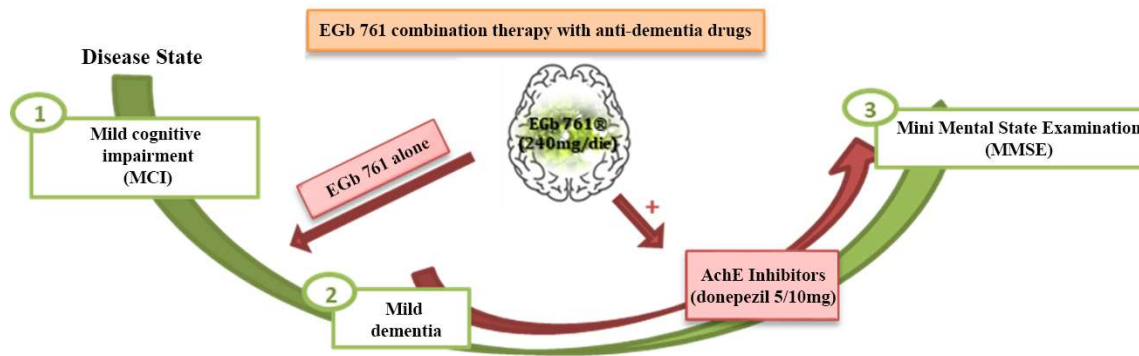 EGb 761 combination therapy with anti-dementia drugs
Disease State
1
Mild cognitive
impairment
(MCI)
EGb 761 alone
EGb 761®
(240mg/die)
+
3
Mini Mental State Examination
(MMSE)
2
Mild
dementia
AchE Inhibitors
(donepezil 5/10mg)